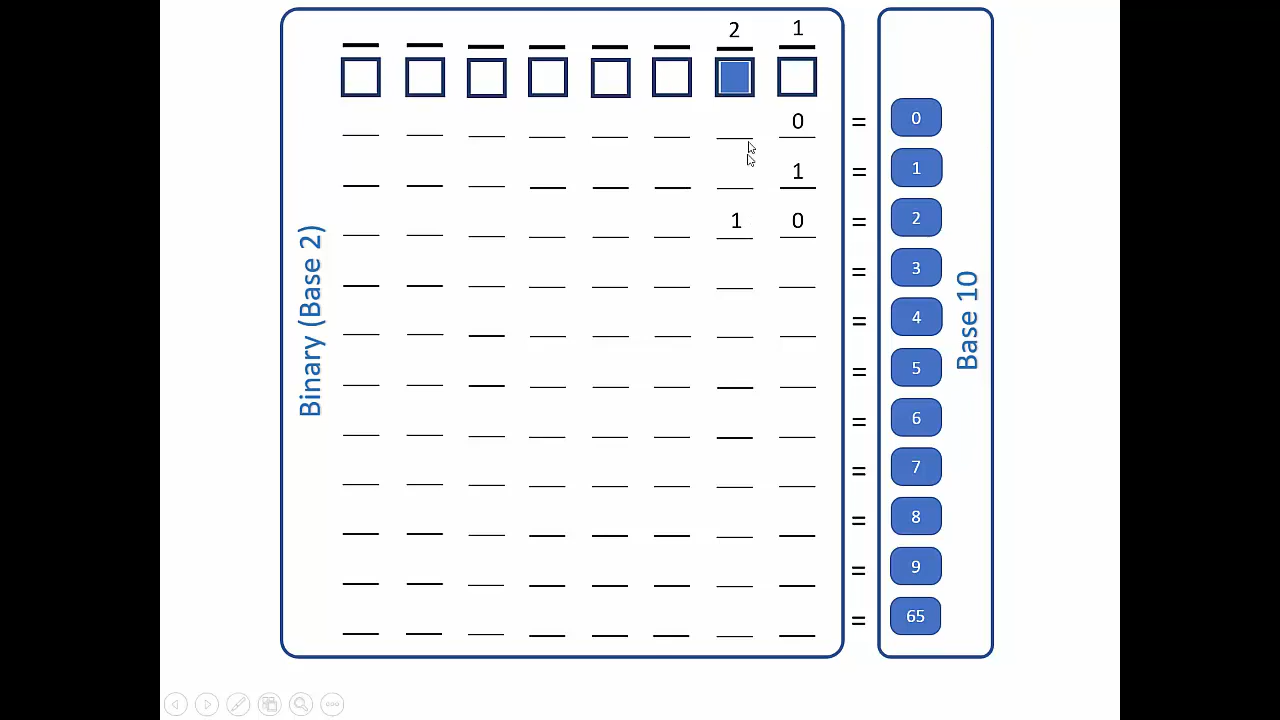 2 1
0 = 0
1 = 1
1 0 = 2
= 3
= 4
= 5
= 6
= 7
= 8
= 9
= 65
Binary (Base 2)
Base 10